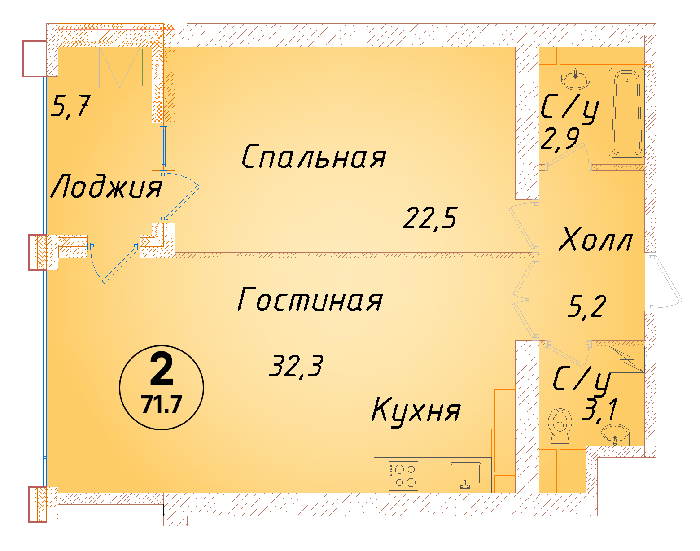 5,7
Лоджия
Спальная
22,5
С/у
2,9
Холл
5,2
Гостиная
32,3
Кухня
2
71.7
С/у
3,1